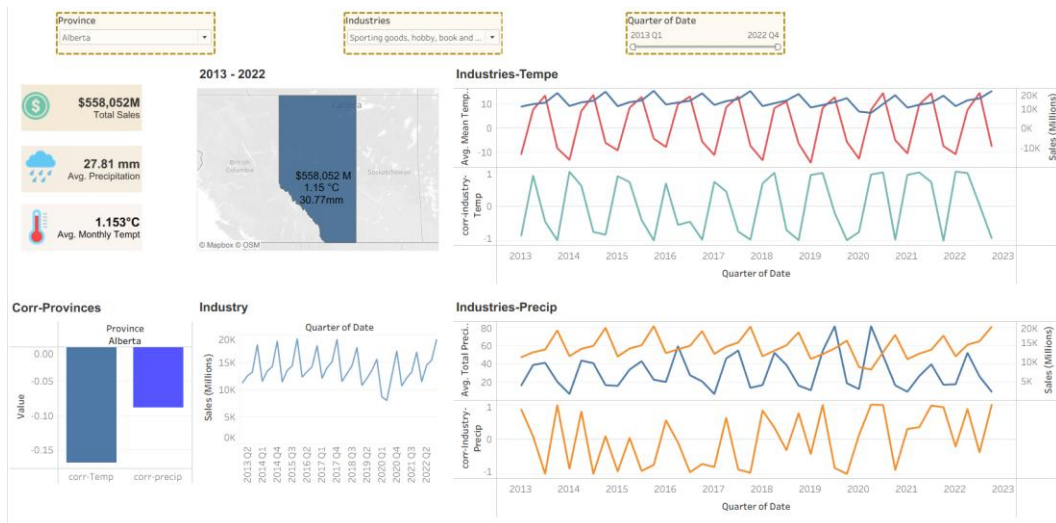 Province
Alberta
Industries
Sporting goods, hobby, book and ...
Quarter of Date
2013 Q1
2022 Q4
$558,052M
Total Sales
27.81 mm
Avg. Precipitation
1.153°C
Avg. Monthly Tempt
2013 - 2022
Canada
British
Columbia
Saskatchewan
$558,052 M
1.15 °C
30.77mm
© Mapbox © OSM
Industries-Tempe
Avg. Mean Temp..
10
0
-10
20K
10K
0K
-10K
Sales (Millions)
corr-Industry-
Temp
1
0
-1
2013
2014
2015
2016
2017
2018
2019
2020
2021
2022
2023
Quarter of Date
Corr-Provinces
Province
Alberta
Value
0.00
-0.05
-0.10
-0.15
corr-Temp
corr-precip
Industry
Quarter of Date
Sales (Millions)
20K
15K
10K
5K
0K
2013 Q2
2014 Q1
2014 Q4
2015 Q3
2016 Q2
2017 Q1
2017 Q4
2018 Q3
2019 Q2
2020 Q1
2020 Q4
2021 Q3
2022 Q2
Industries-Precip
Avg. Total Preci..
80
60
40
20
20K
15K
10K
5K
Sales (Millions)
corr-Industry-
Precip
1
0
-1
2013
2014
2015
2016
2017
2018
2019
2020
2021
2022
2023
Quarter of Date